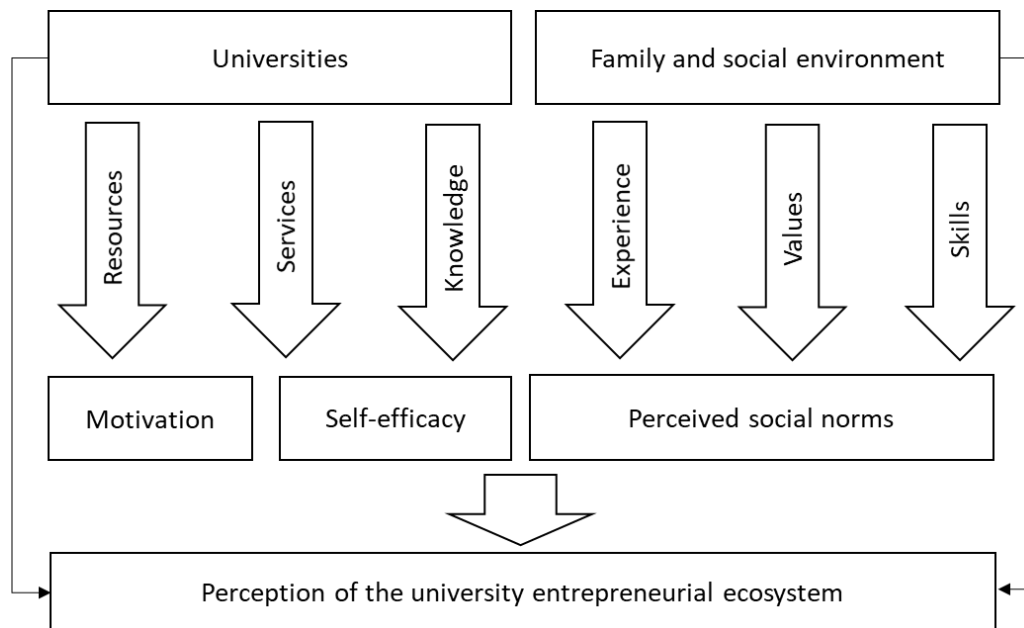 Universities
Family and social environment
Resources
Services
Knowledge
Experience
Values
Skills
Motivation
Self-efficacy
Perceived social norms
Perception of the university entrepreneurial ecosystem